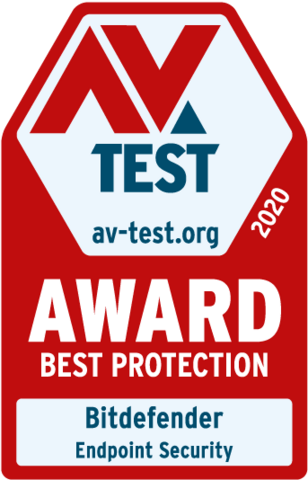 AV
TEST
av-test.org
2020
AWARD
BEST PROTECTION
Bitdefender
Endpoint Security